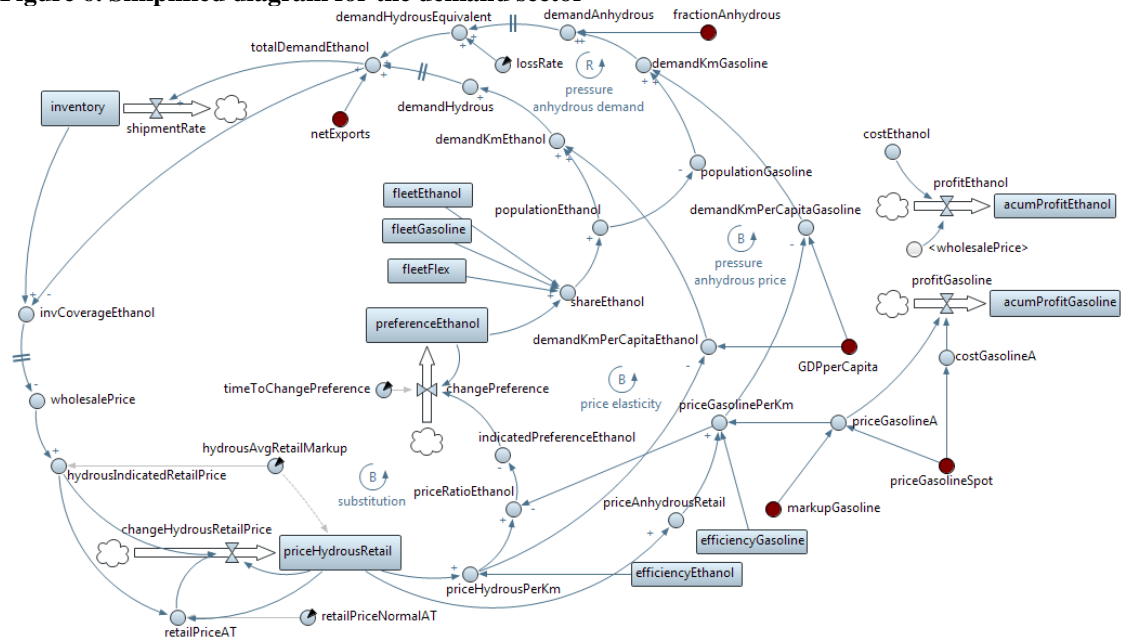 Figure 6: Simplified diagram for the demand sector
demandHydrousEquivalent
demandAnhydrous
fractionAnhydrous
totalDemandEthanol
lossRate
R
demandKmGasoline
pressure
anhydrous demand
inventory
shipmentRate
demandHydrous
netExports
demandKmEthanol
costEthanol
populationGasoline
profitEthanol
fleetEthanol
populationEthanol
demandKmPerCapitaGasoline
acumProfitEthanol
fleetGasoline
B
<wholesalePrice>
fleetFlex
pressure
anhydrous price
profitGasoline
shareEthanol
acumProfitGasoline
invCoverageEthanol
preferenceEthanol
demandKmPerCapitaEthanol
costGasolineA
GDPperCapita
timeToChangePreference
changePreference
B
price elasticity
wholesalePrice
priceGasolinePerKm
priceGasolineA
indicatedPreferenceEthanol
hydrousAvgRetailMarkup
hydrousIndicatedRetailPrice
B
substitution
priceGasolineSpot
priceRatioEthanol
priceAnhydrousRetail
markupGasoline
changeHydrousRetailPrice
priceHydrousRetail
efficiencyGasoline
efficiencyEthanol
priceHydrousPerKm
retailPriceNormalAT
retailPriceAT